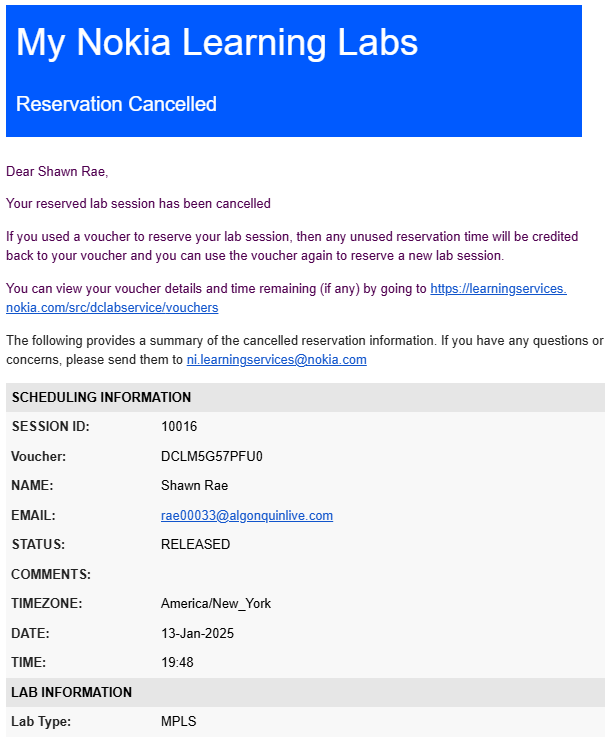 My Nokia Learning Labs
Reservation Cancelled
Dear Shawn Rae,
Your reserved lab session has been cancelled
If you used a voucher to reserve your lab session, then any unused reservation time will be credited
back to your voucher and you can use the voucher again to reserve a new lab session.
You can view your voucher details and time remaining (if any) by going to https://learningservices.
nokia.com/src/dclabservice/vouchers
The following provides a summary of the cancelled reservation information. If you have any questions or
concerns, please send them to ni.learningservices@nokia.com
SCHEDULING INFORMATION
SESSION ID: 10016
Voucher: DCLM5G57PFU0
NAME: Shawn Rae
EMAIL: rae00033@algonquinlive.com
STATUS: RELEASED
COMMENTS:
TIMEZONE: America/New_York
DATE: 13-Jan-2025
TIME: 19:48
LAB INFORMATION
Lab Type: MPLS